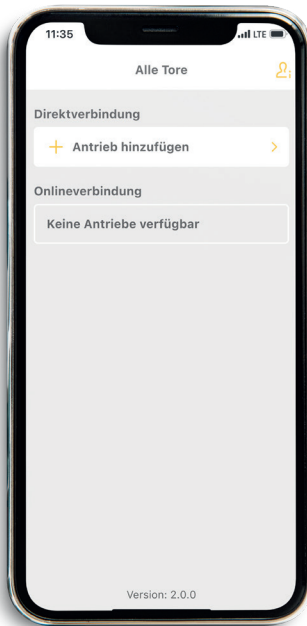 11:35
LTE
Alle Tore
Direktverbindung
+ Antrieb hinzufügen >
Onlineverbindung
Keine Antriebe verfügbar
Version: 2.0.0